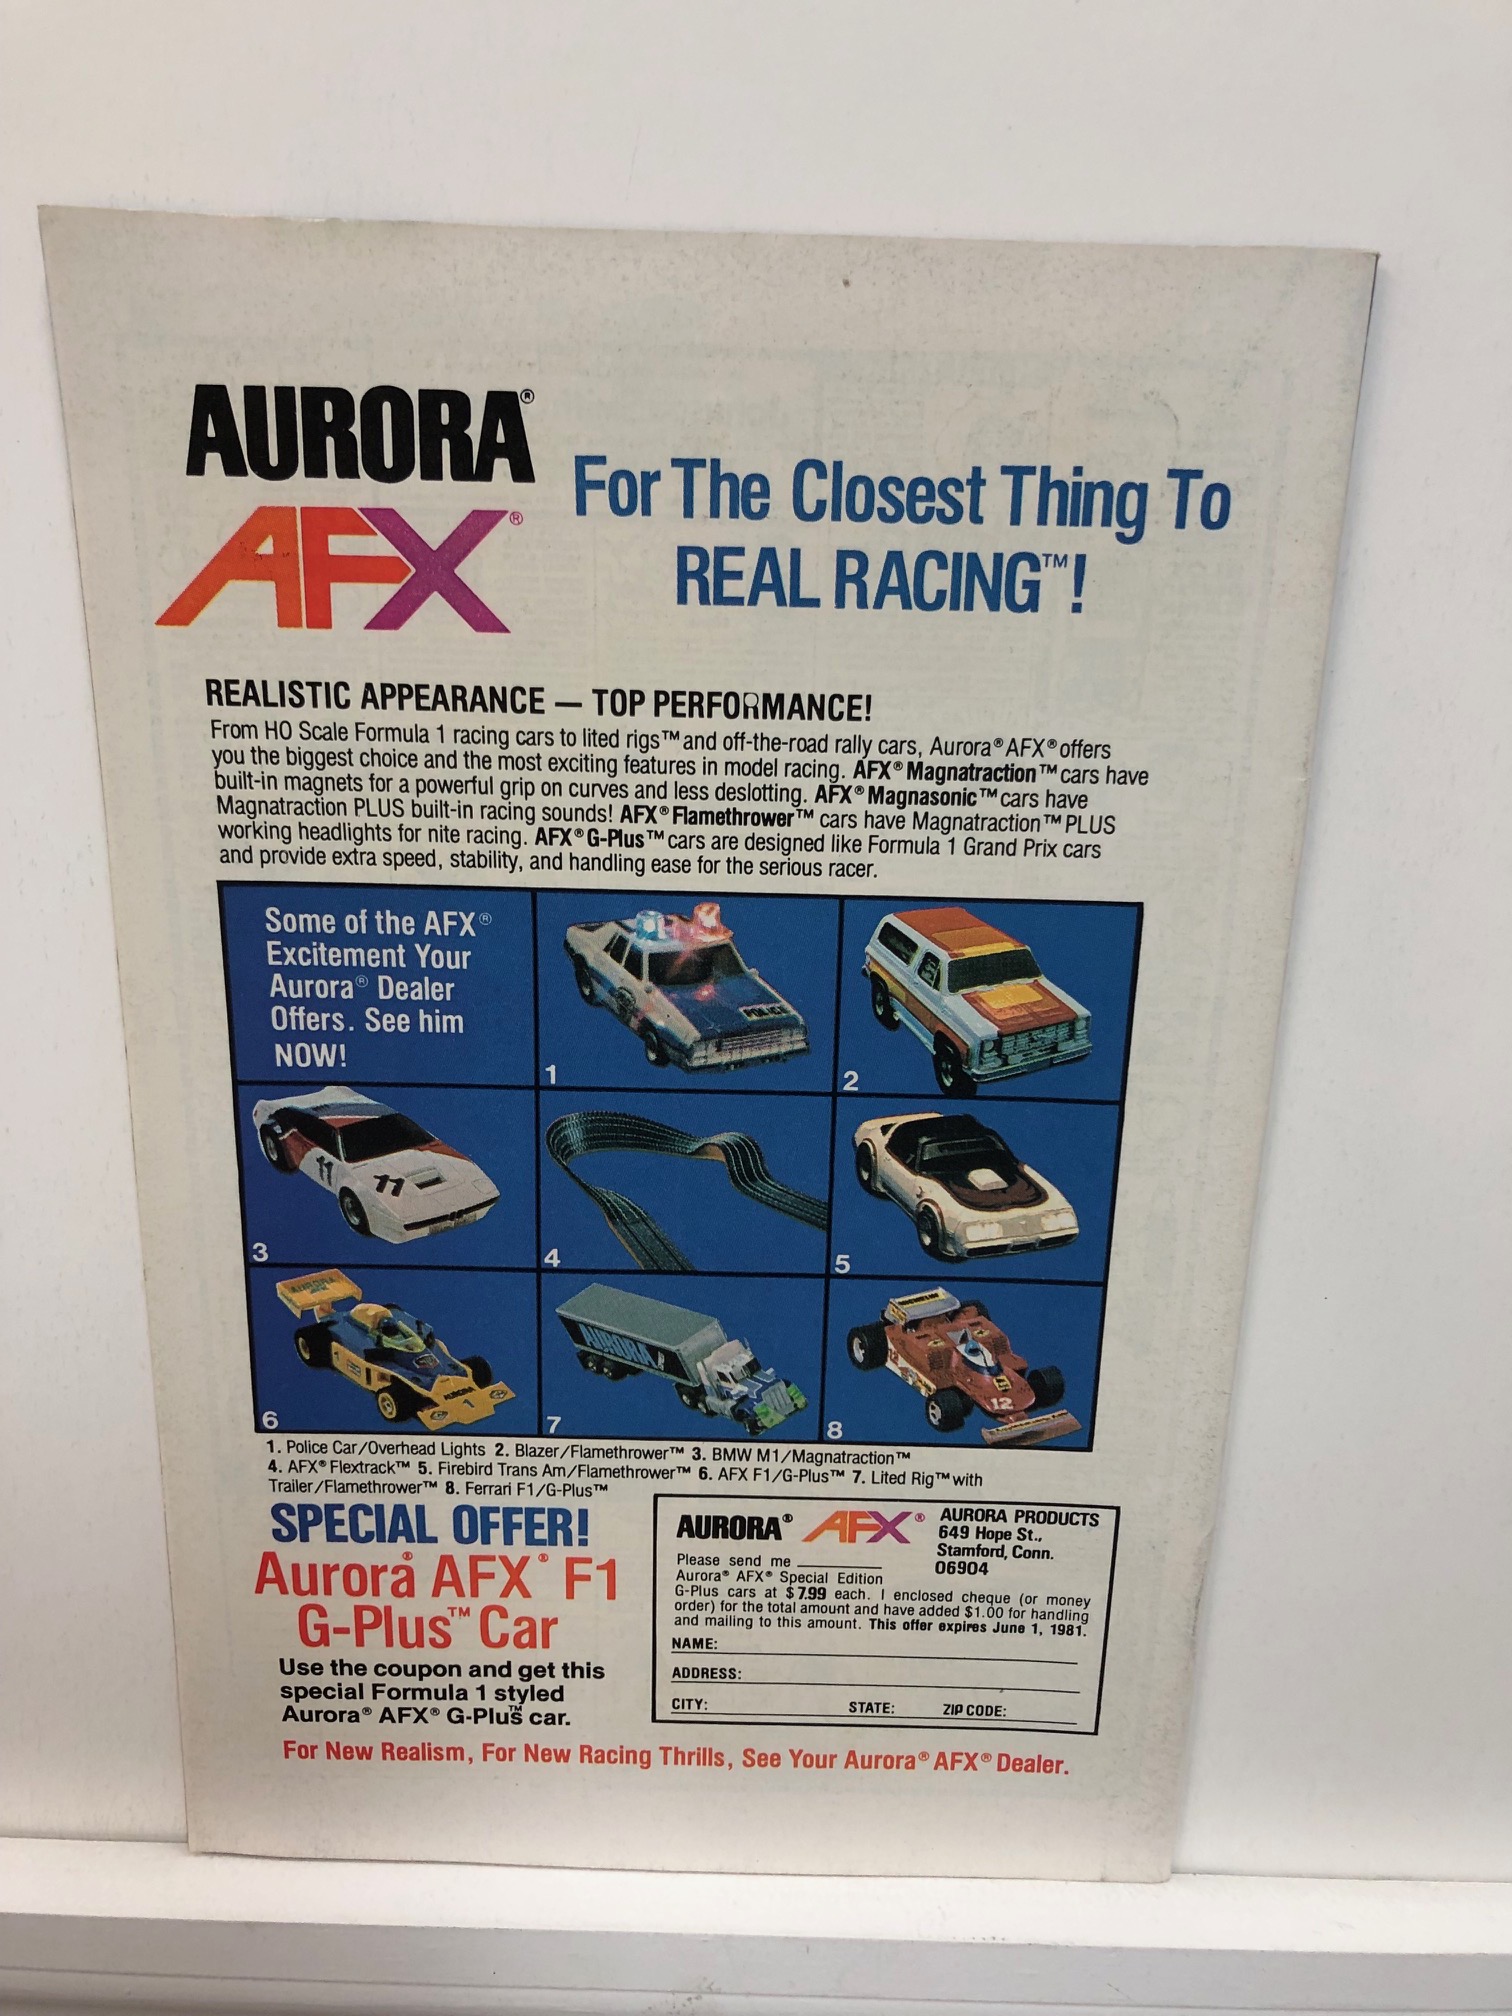 AURORA®
AFX®
For The Closest Thing To
REAL RACING™!
REALISTIC APPEARANCE — TOP PERFORMANCE!
From HO Scale Formula 1 racing cars to lited rigs™ and off-the-road rally cars, Aurora® AFX® offers
you the biggest choice and the most exciting features in model racing. AFX® Magnatraction™ cars have
built-in magnets for a powerful grip on curves and less deslotting. AFX® Magnasonic™ cars have
Magnatraction PLUS built-in racing sounds! AFX® Flamethrower™ cars have Magnatraction™ PLUS
working headlights for nite racing. AFX® G-Plus™ cars are designed like Formula 1 Grand Prix cars
and provide extra speed, stability, and handling ease for the serious racer.
Some of the AFX®
Excitement Your
Aurora® Dealer
Offers. See him
NOW!
POLICE
1
2
11
11
3
4
5
AURORA
AURORA
1
6
AURORA
7
12
8
1. Police Car/Overhead Lights 2. Blazer/Flamethrower™ 3. BMW M1/Magnatraction™
4. AFX® Flextrack™ 5. Firebird Trans Am/Flamethrower™ 6. AFX F1/G-Plus™ 7. Lited Rig™ with
Trailer/Flamethrower™ 8. Ferrari F1/G-Plus™
SPECIAL OFFER!
Aurora® AFX® F1
G-Plus™ Car
Use the coupon and get this
special Formula 1 styled
Aurora® AFX® G-Plus™ car.
AURORA® AFX®
AURORA PRODUCTS
649 Hope St.,
Stamford, Conn.
06904
Please send me
Aurora® AFX® Special Edition
G-Plus cars at $7.99 each. I enclosed cheque (or money
order) for the total amount and have added $1.00 for handling
and mailing to this amount. This offer expires June 1, 1981.
NAME:
ADDRESS:
CITY: STATE: ZIP CODE:
For New Realism, For New Racing Thrills, See Your Aurora® AFX® Dealer.